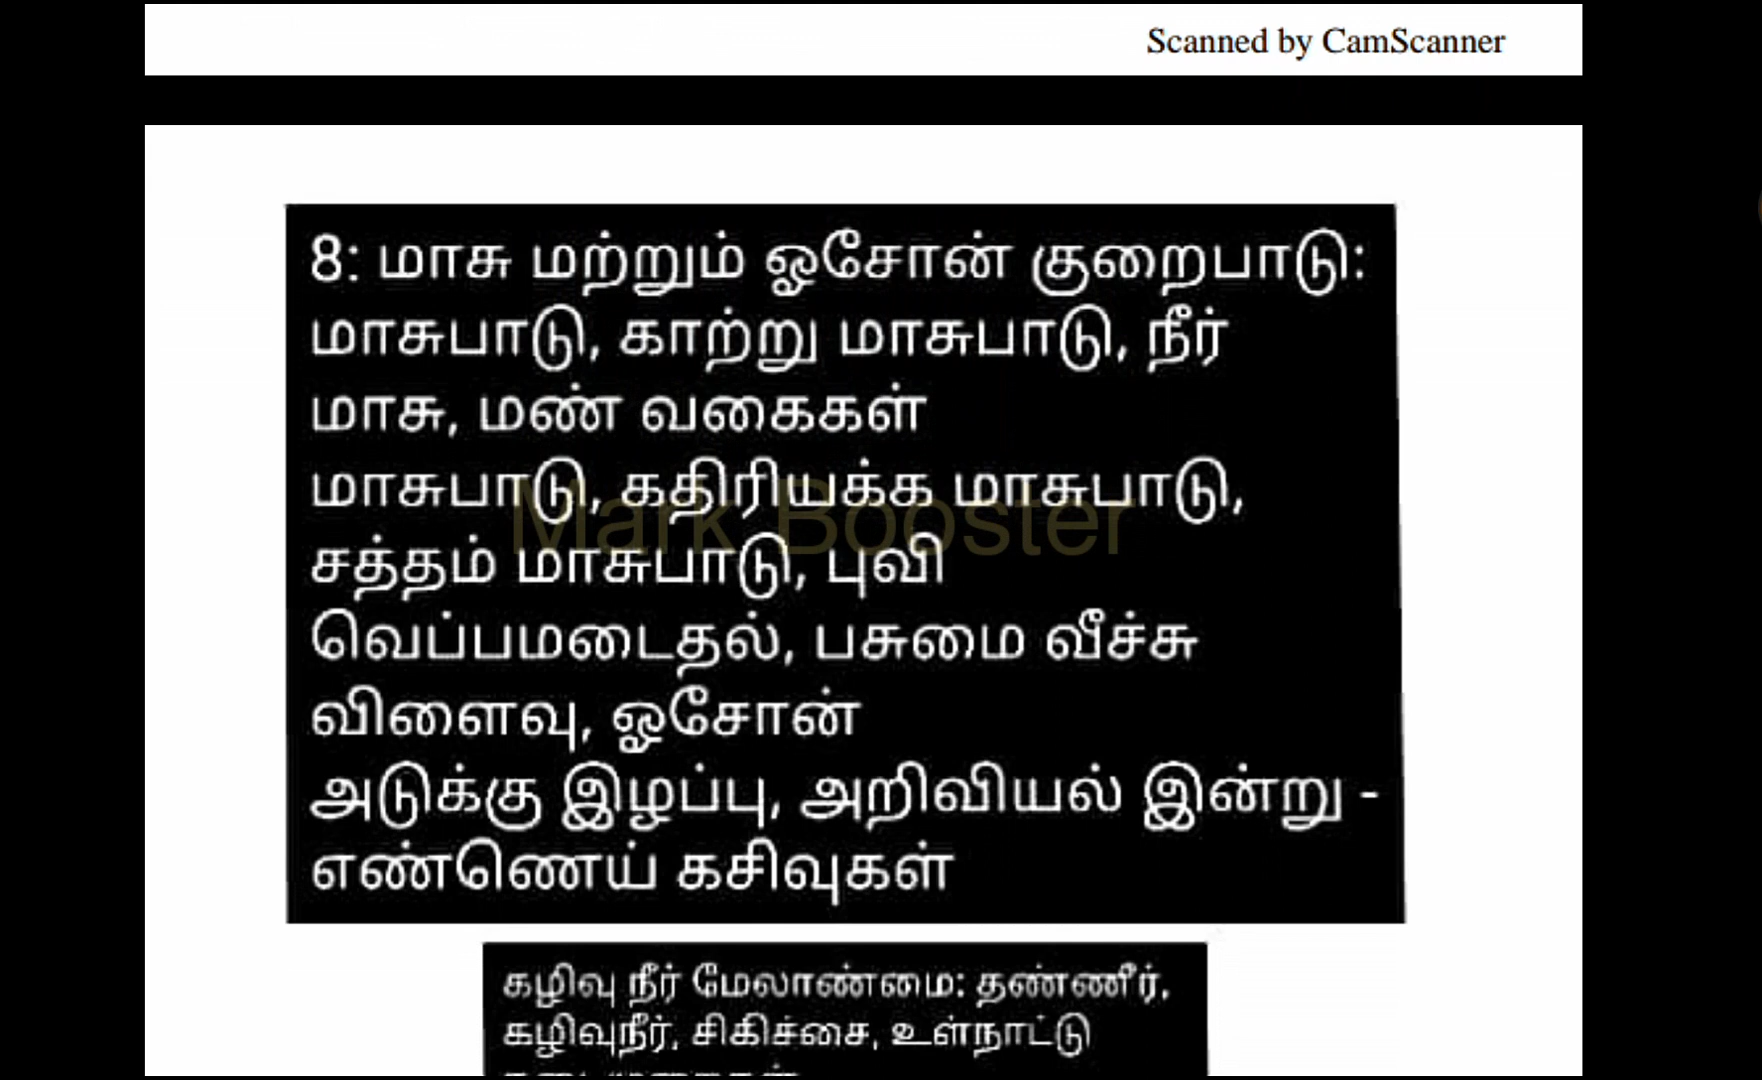 Scanned by CamScanner
8: மாசு மற்றும் ஓசோன் குறைபாடு:
மாசுபாடு, காற்று மாசுபாடு, நீர்
மாசு, மண் வகைகள்
மாசுபாடு, கதிரியக்க மாசுபாடு,
Mark Booster
சத்தம் மாசுபாடு, புவி
வெப்பமடைதல், பசுமை வீச்சு
விளைவு, ஓசோன்
அடுக்கு இழப்பு, அறிவியல் இன்று -
எண்ணெய் கசிவுகள்
கழிவு நீர் மேலாண்மை: தண்ணீர்,
கழிவுநீர், சிகிச்சை, உள்நாட்டு